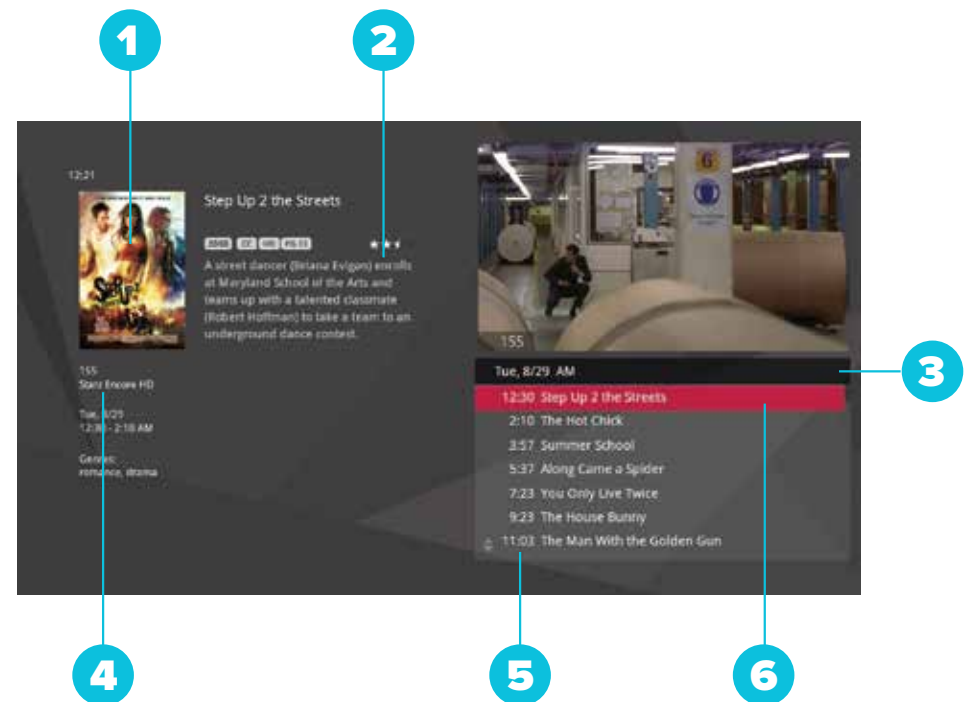 1
2
12:21
Step Up 2 the Streets
CC HD PG-13
A street dancer (Briana Evigan) enrolls
at Maryland School of the Arts and
teams up with a talented classmate
(Robert Hoffman) to take a team to an
underground dance contest.
155
Starz Encore HD
Tue, 8/29
12:30 - 2:10 AM
Genres:
romance, drama
155
Tue, 8/29 AM
3
12:30 Step Up 2 the Streets
2:10 The Hot Chick
3:57 Summer School
5:37 Along Came a Spider
7:23 You Only Live Twice
9:23 The House Bunny
11:03 The Man With the Golden Gun
4
5
6